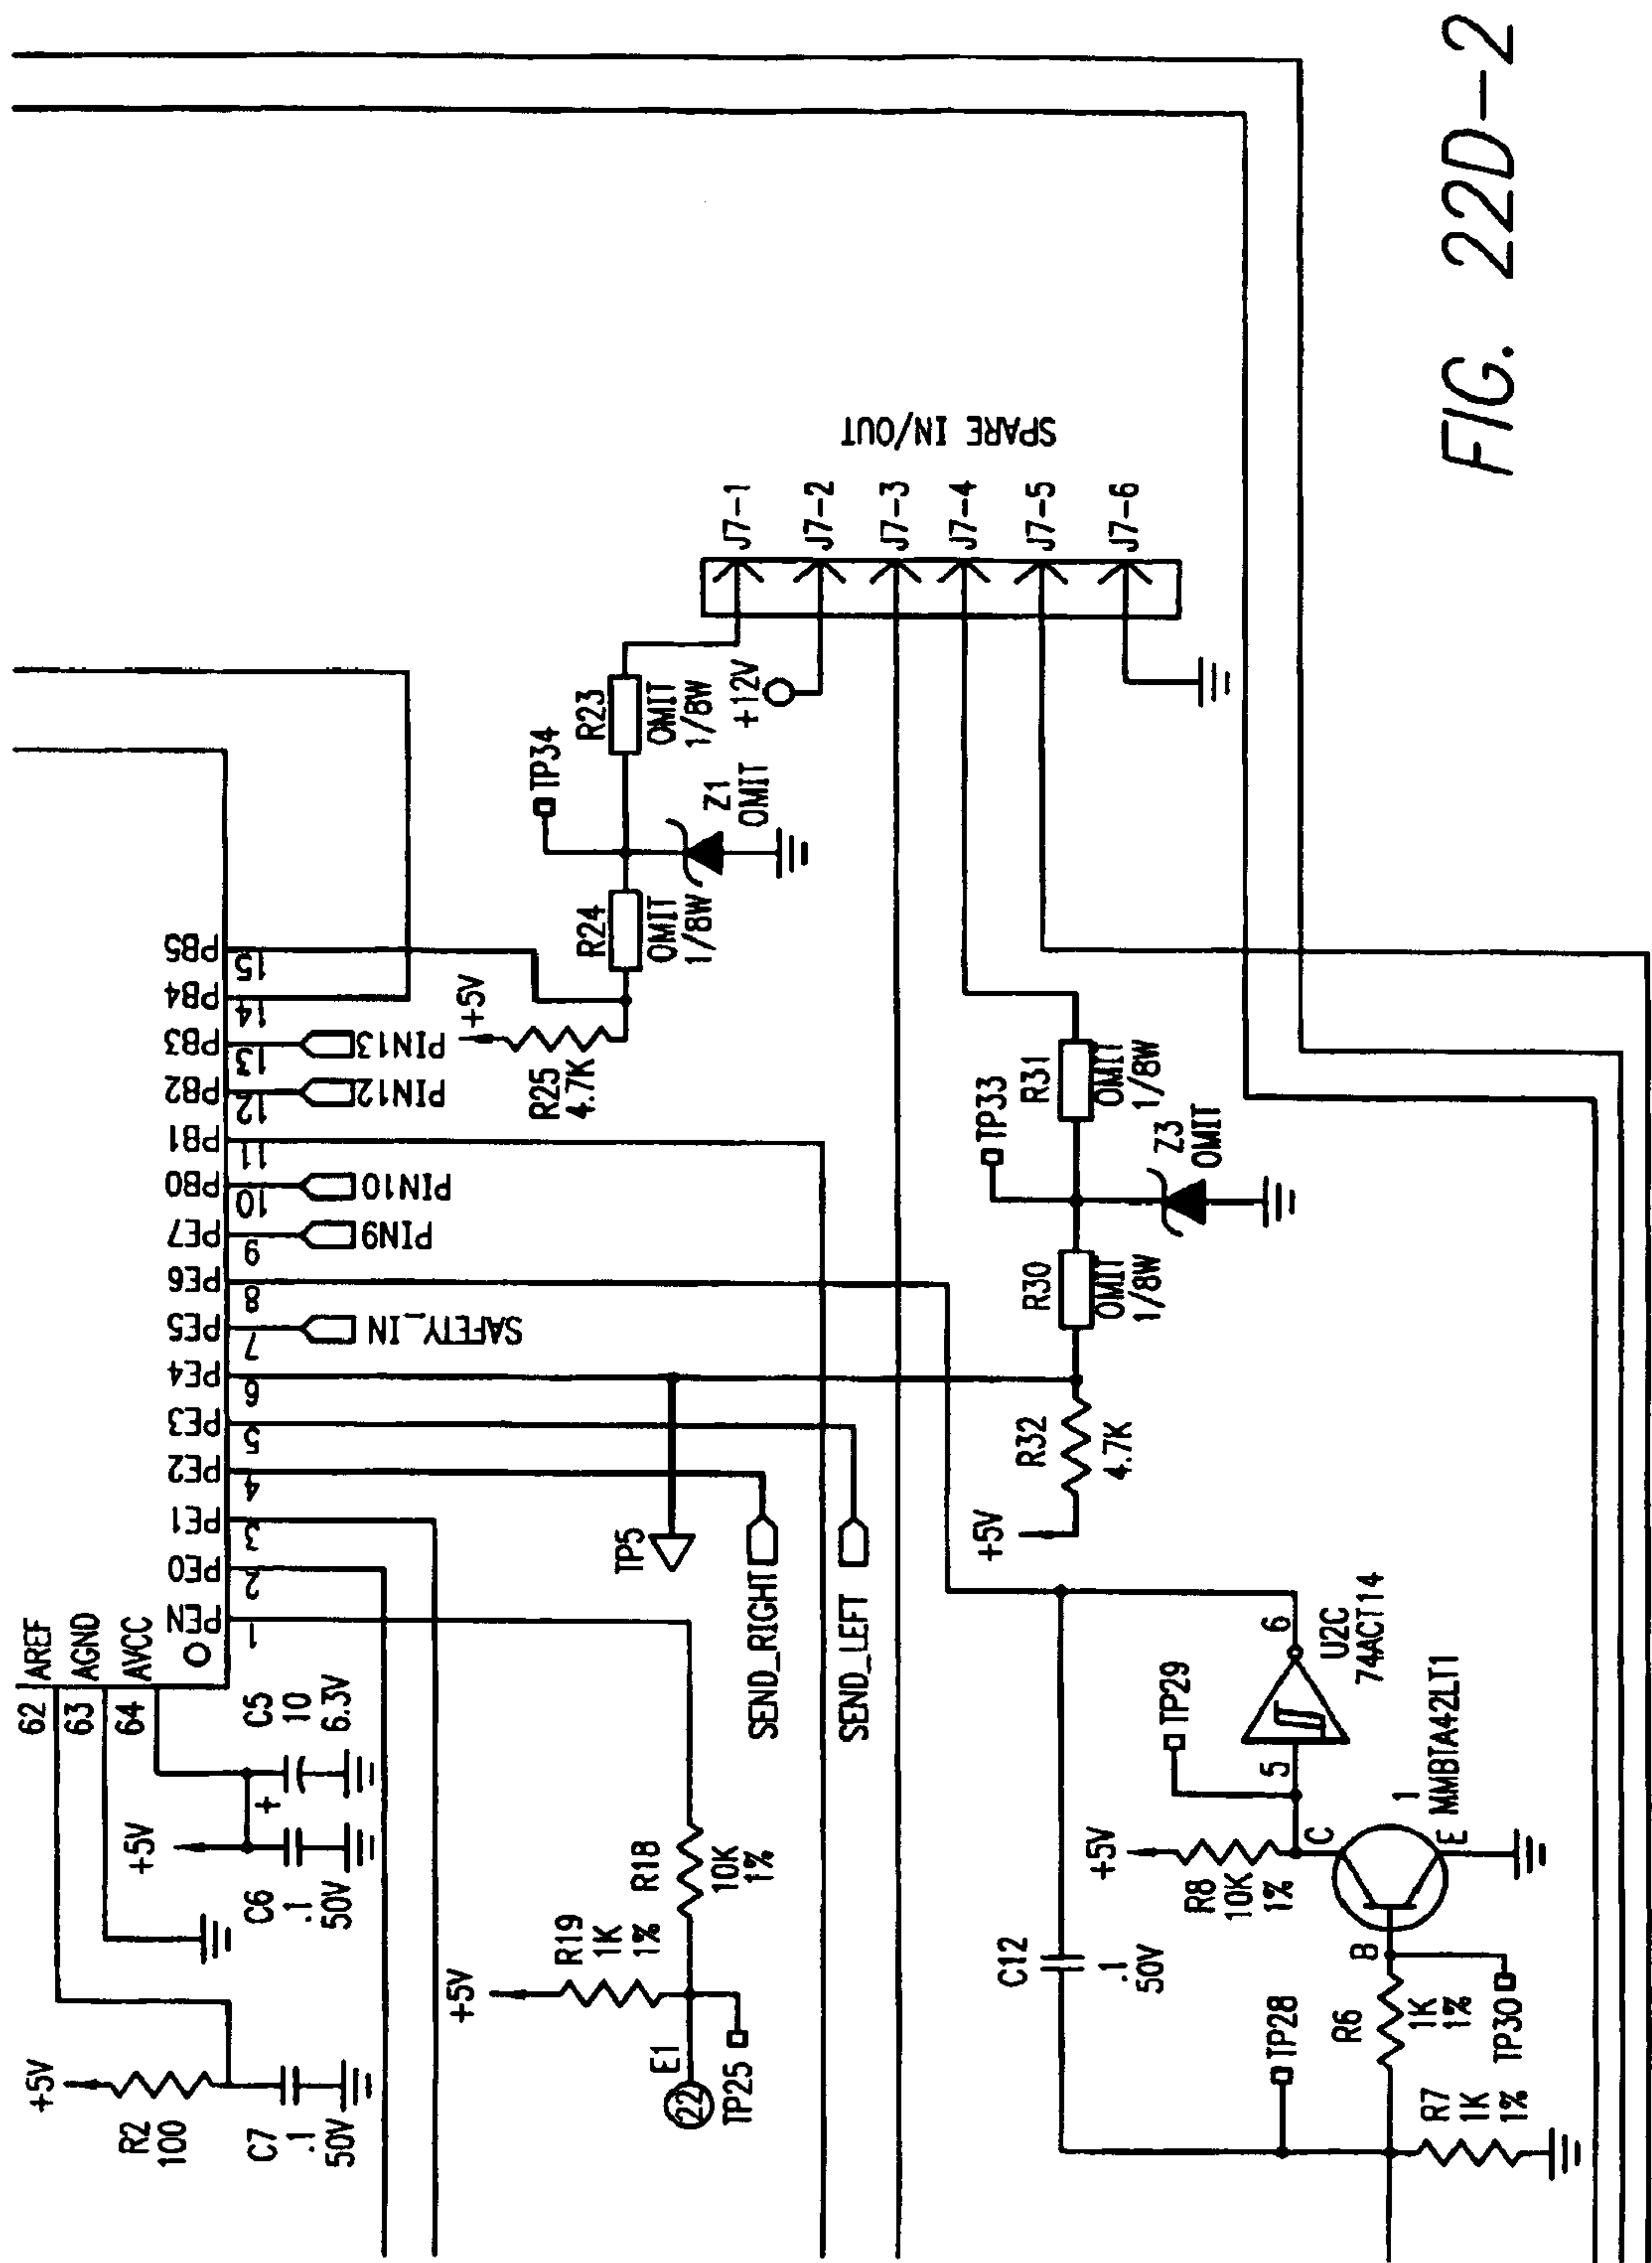 FIG. 22D-2
62
AREF
63
AGND
64
AVCC
PEN
PE0
PE1
PE2
PE3
PE4
PE5
PE6
PE7
PB0
PB1
PB2
PB3
PB4
PB5
1
2
3
4
5
6
7
8
9
10
11
12
13
14
15
+5V
R2
100
C7
.1
50V
+5V
C6
.1
50V
+
C5
10
6.3V
SAFETY_IN
PIN9
PIN10
PIN12
PIN13
+5V
R19
1K
1%
22
E1
TP25
R18
10K
1%
TP5
SEND_RIGHT
SEND_LEFT
+5V
R25
4.7K
R24
OMIT
1/8W
TP34
Z1
OMIT
R23
OMIT
1/8W
+12V
J7-1
J7-2
J7-3
J7-4
J7-5
J7-6
SPARE IN/OUT
+5V
R32
4.7K
R30
OMIT
1/8W
TP33
Z3
OMIT
R31
OMIT
1/8W
C12
.1
50V
TP28
R7
1K
1%
R6
1K
1%
TP30
B
C
E
1
MMBTA42LT1
+5V
R8
10K
1%
TP29
5
6
U2C
74ACT14